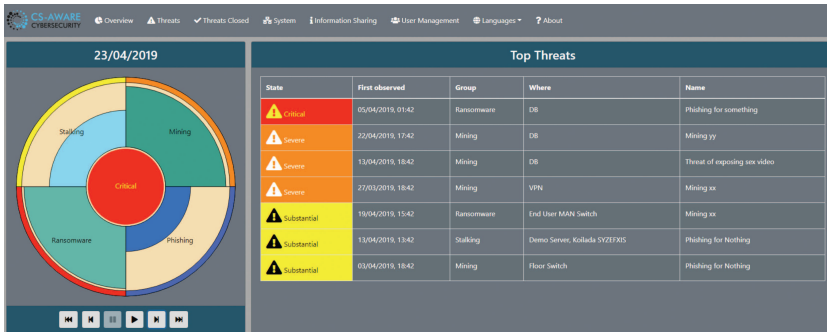 CS-AWARE
CYBERSECURITY
Overview Threats Threats Closed System Information Sharing User Management Languages About
23/04/2019
Stalking
Mining
Critical
Ransomware
Phishing
Top Threats
State First observed Group Where Name
Critical 05/04/2019, 01:42 Ransomware DB Phishing for something
Severe 22/04/2019, 17:42 Mining DB Mining yy
Severe 13/04/2019, 18:42 Mining DB Threat of exposing sex video
Severe 27/03/2019, 18:42 Mining VPN Mining xx
Substantial 19/04/2019, 15:42 Ransomware End User MAN Switch Mining xx
Substantial 13/04/2019, 13:42 Stalking Demo Server, Koilada SYZEFXIS Phishing for Nothing
Substantial 03/04/2019, 18:42 Mining Floor Switch Phishing for Nothing